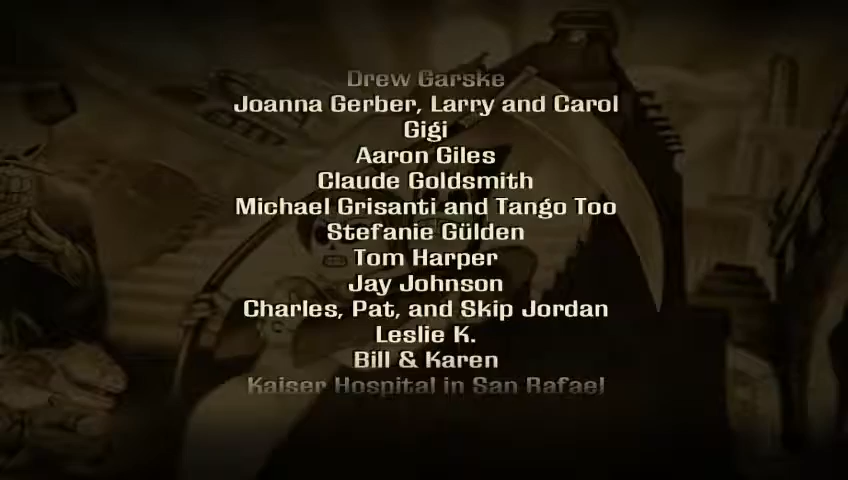 Drew Garske
Joanna Gerber, Larry and Carol
Gigi
Aaron Giles
Claude Goldsmith
Michael Grisanti and Tango Too
Stefanie Gülden
Tom Harper
Jay Johnson
Charles, Pat, and Skip Jordan
Leslie K.
Bill & Karen
Kaiser Hospital in San Rafael